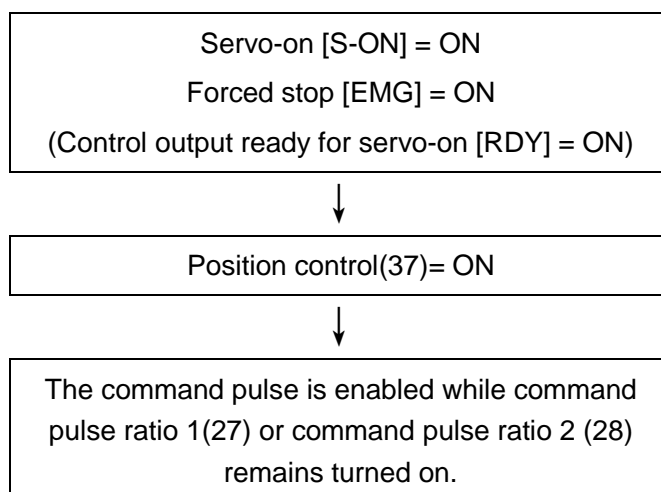 Servo-on [S-ON] = ON
Forced stop [EMG] = ON
(Control output ready for servo-on [RDY] = ON)
Position control(37)= ON
The command pulse is enabled while command
pulse ratio 1(27) or command pulse ratio 2 (28)
remains turned on.